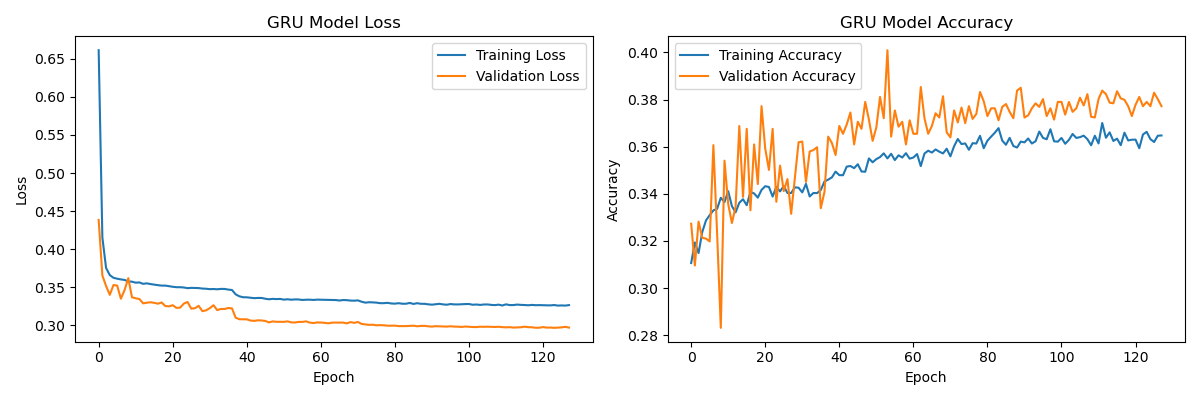 GRU Model Loss
Training Loss
Validation Loss
Loss
0.65
0.60
0.55
0.50
0.45
0.40
0.35
0.30
0 20 40 60 80 100 120
Epoch
GRU Model Accuracy
Training Accuracy
Validation Accuracy
Accuracy
0.40
0.38
0.36
0.34
0.32
0.30
0.28
0 20 40 60 80 100 120
Epoch